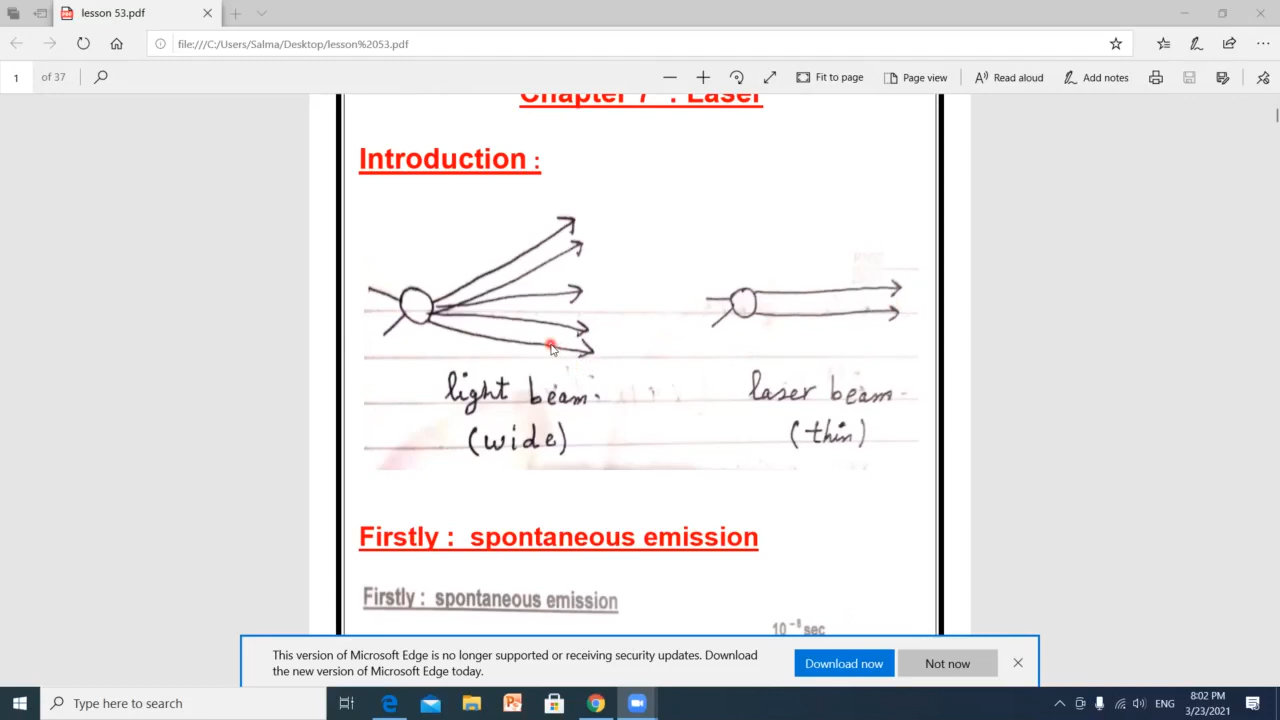 lesson 53.pdf
file:///C:/Users/Salma/Desktop/lesson%2053.pdf
1 of 37
Fit to page
Page view
Read aloud
Add notes
Chapter 7 : Laser
Introduction :
light beam.
(wide)
laser beam
(thin)
Firstly : spontaneous emission
Firstly : spontaneous emission
10⁻⁸ sec
This version of Microsoft Edge is no longer supported or receiving security updates. Download
the new version of Microsoft Edge today.
Download now
Not now
Type here to search
ENG
8:02 PM
3/23/2021